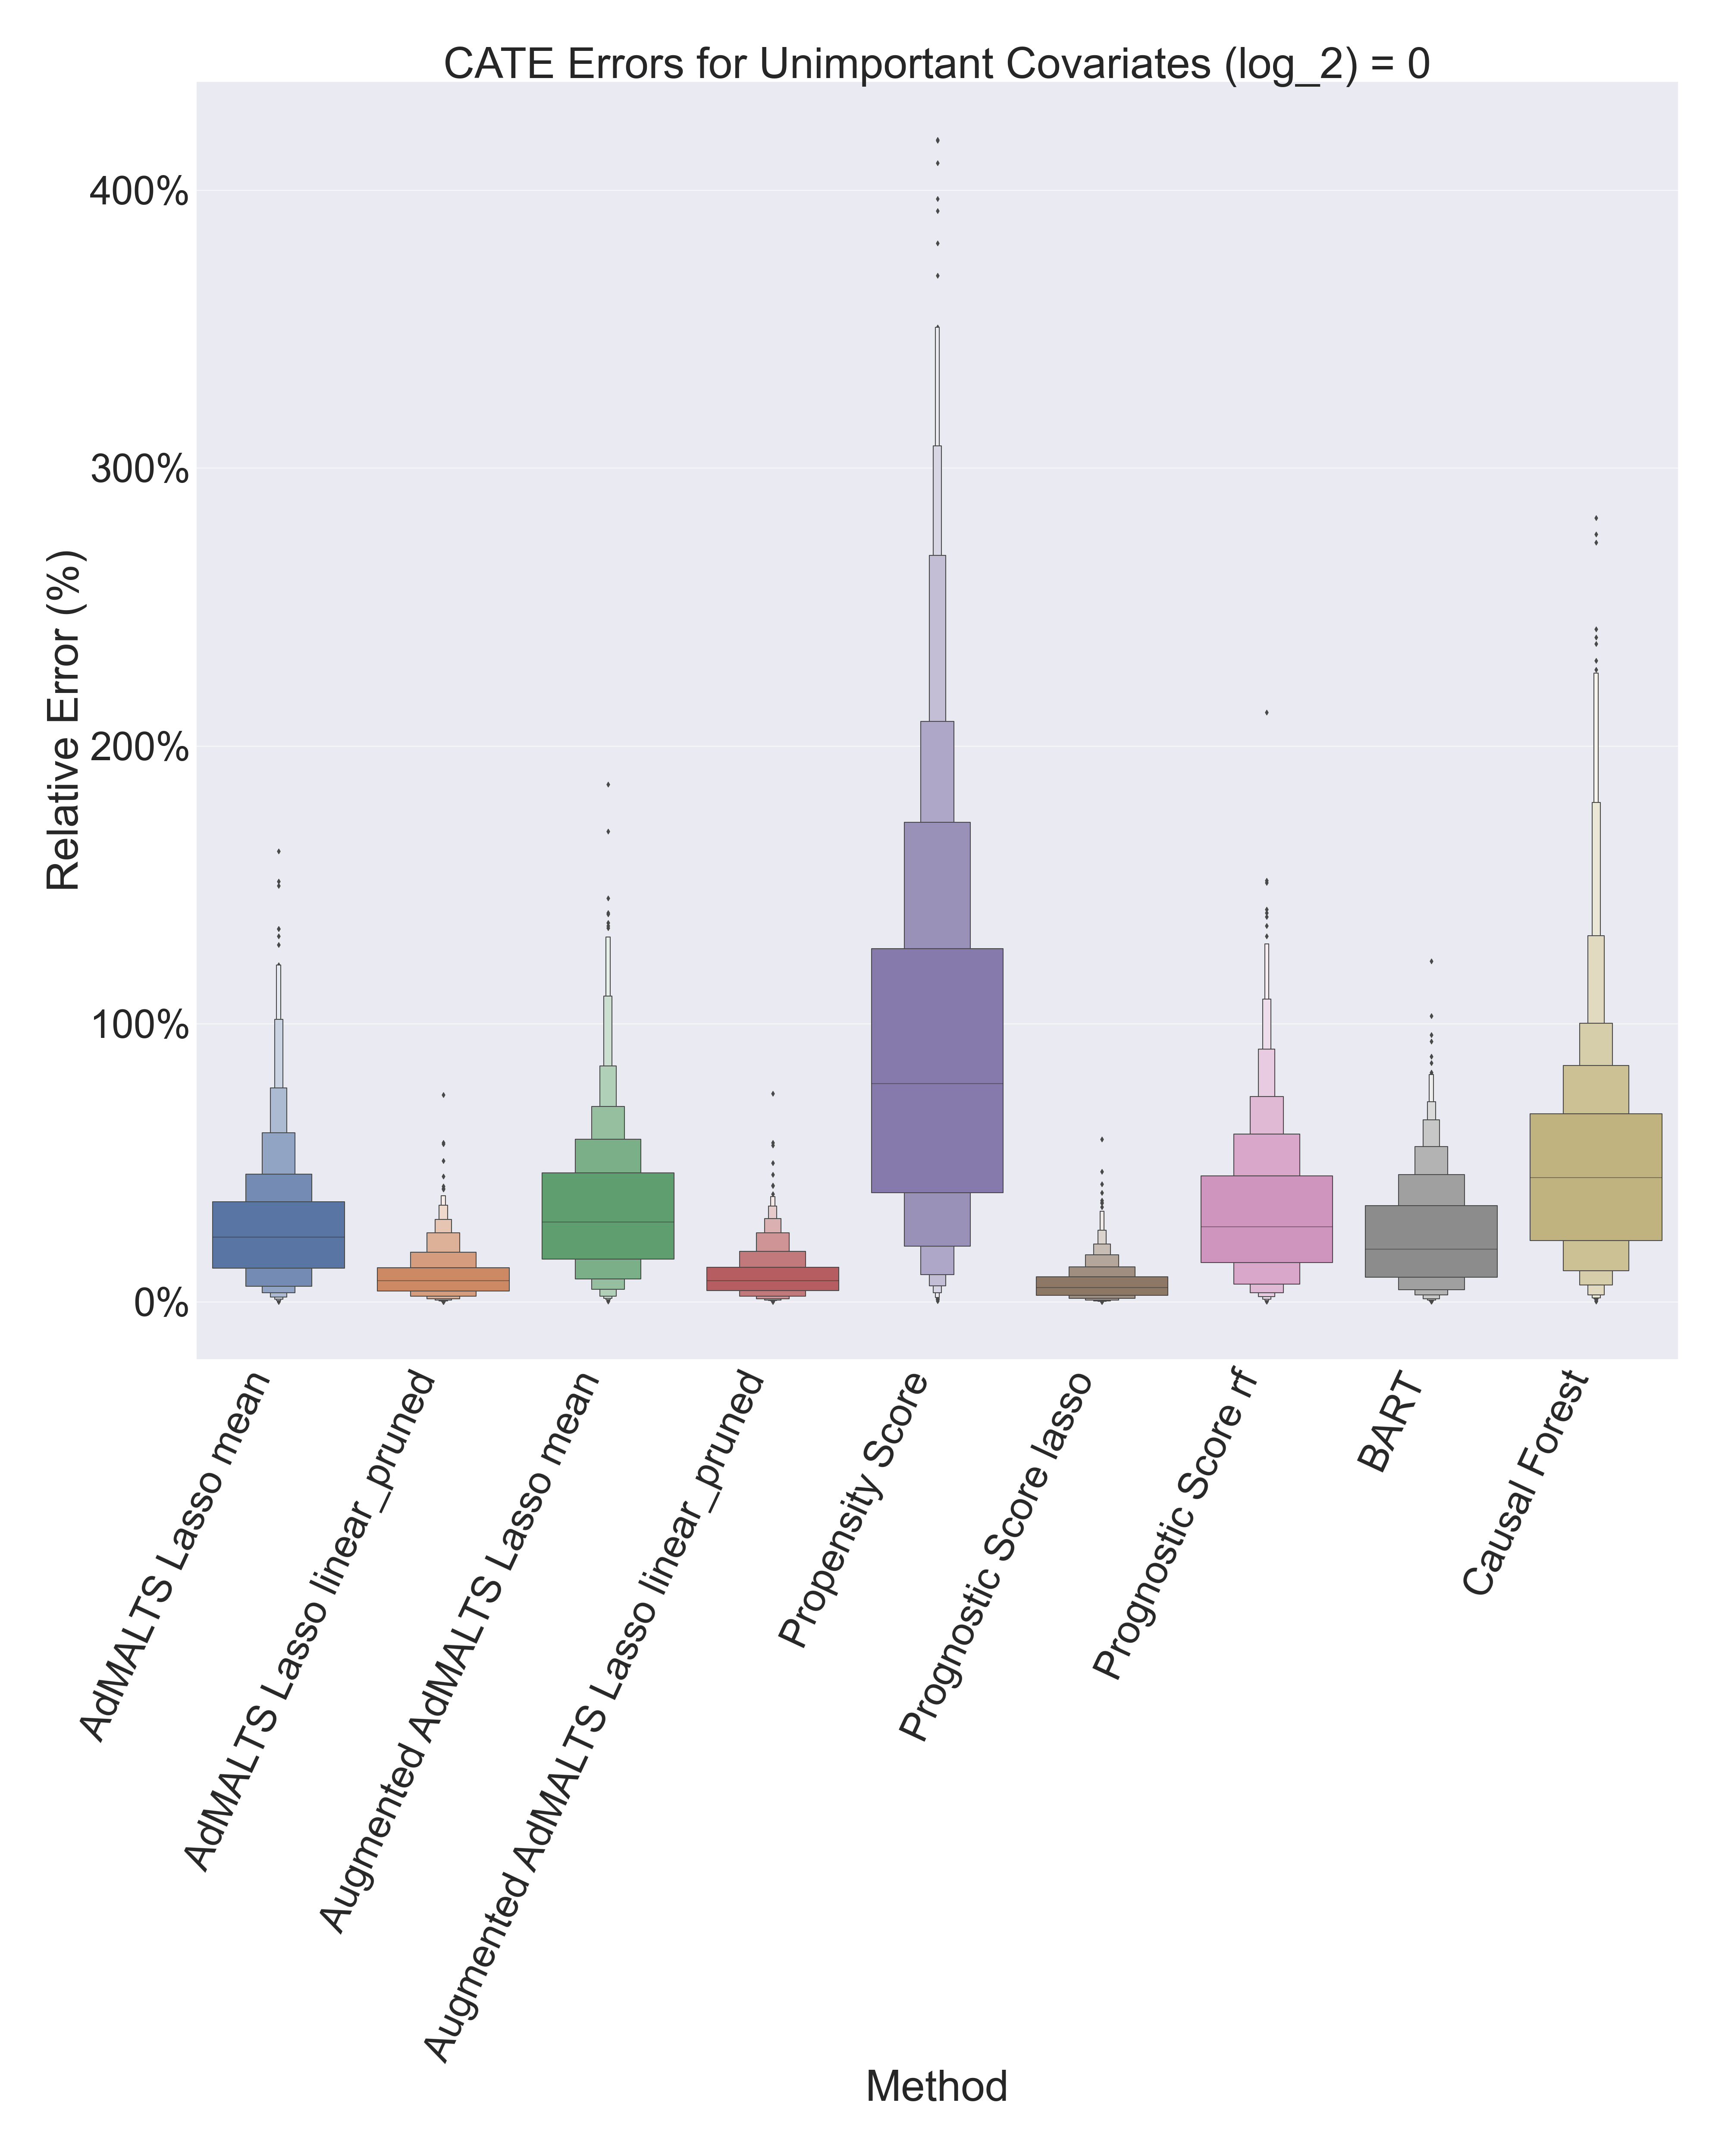 CATE Errors for Unimportant Covariates (log_2) = 0
400%
300%
200%
100%
0%
Relative Error (%)
AdMALTS Lasso mean
AdMALTS Lasso linear_pruned
Augmented AdMALTS Lasso mean
Augmented AdMALTS Lasso linear_pruned
Propensity Score
Prognostic Score lasso
Prognostic Score rf
BART
Causal Forest
Method